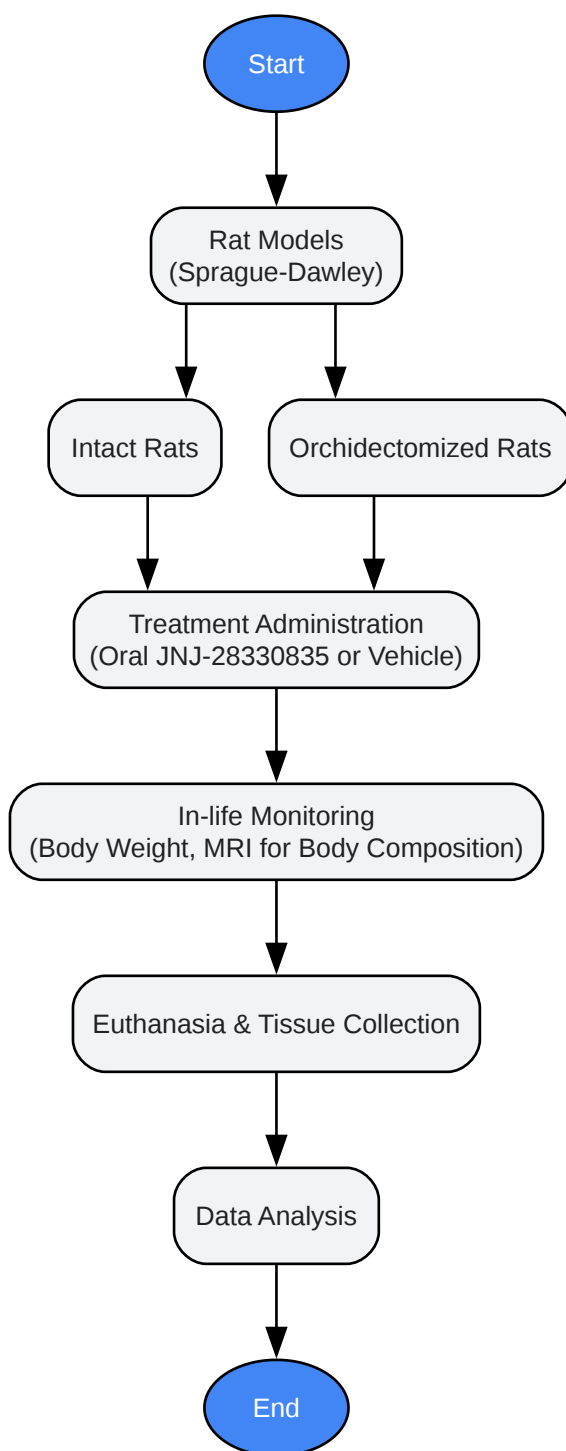 Start
Rat Models
(Sprague-Dawley)
Intact Rats
Orchidectomized Rats
Treatment Administration
(Oral JNJ-28330835 or Vehicle)
In-life Monitoring
(Body Weight, MRI for Body Composition)
Euthanasia & Tissue Collection
Data Analysis
End